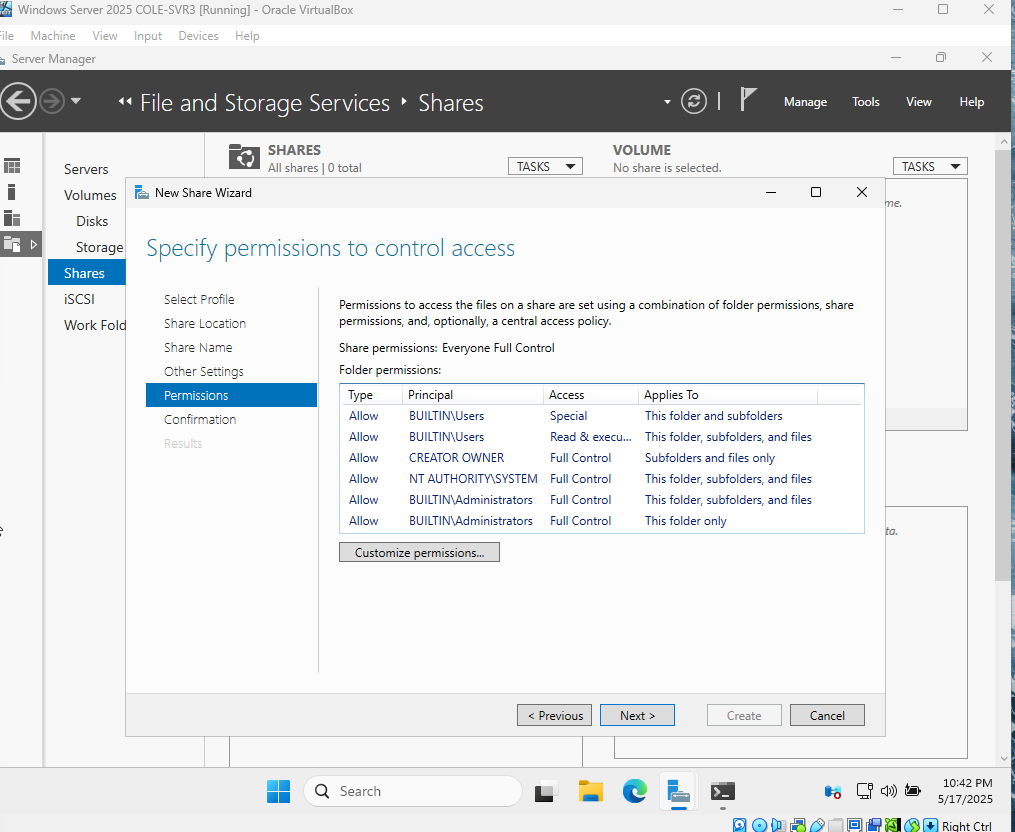 Windows Server 2025 COLE-SVR3 [Running] - Oracle VirtualBox
File Machine View Input Devices Help
Server Manager
File and Storage Services Shares
Manage Tools View Help
SHARES
All shares | 0 total
TASKS
VOLUME
No share is selected.
TASKS
Servers
Volumes
Disks
Storage
Shares
iSCSI
Work Fold
me.
ta.
New Share Wizard
Specify permissions to control access
Select Profile
Share Location
Share Name
Other Settings
Permissions
Confirmation
Results
Permissions to access the files on a share are set using a combination of folder permissions, share
permissions, and, optionally, a central access policy.
Share permissions: Everyone Full Control
Folder permissions:
Type Principal Access Applies To
Allow BUILTIN\Users Special This folder and subfolders
Allow BUILTIN\Users Read & execu... This folder, subfolders, and files
Allow CREATOR OWNER Full Control Subfolders and files only
Allow NT AUTHORITY\SYSTEM Full Control This folder, subfolders, and files
Allow BUILTIN\Administrators Full Control This folder, subfolders, and files
Allow BUILTIN\Administrators Full Control This folder only
Customize permissions...
< Previous Next > Create Cancel
Search
10:42 PM
5/17/2025
Right Ctrl